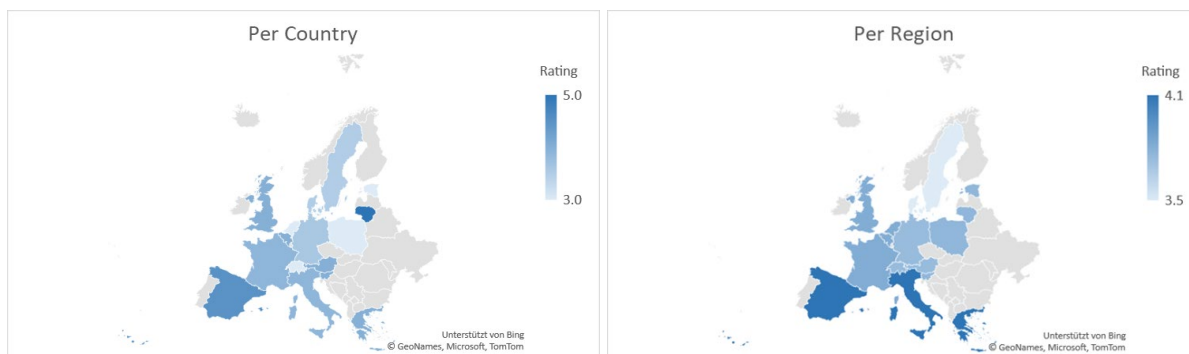 Per Country
Rating
5.0
3.0
Unterstützt von Bing
© GeoNames, Microsoft, TomTom
Per Region
Rating
4.1
3.5
Unterstützt von Bing
© GeoNames, Microsoft, TomTom